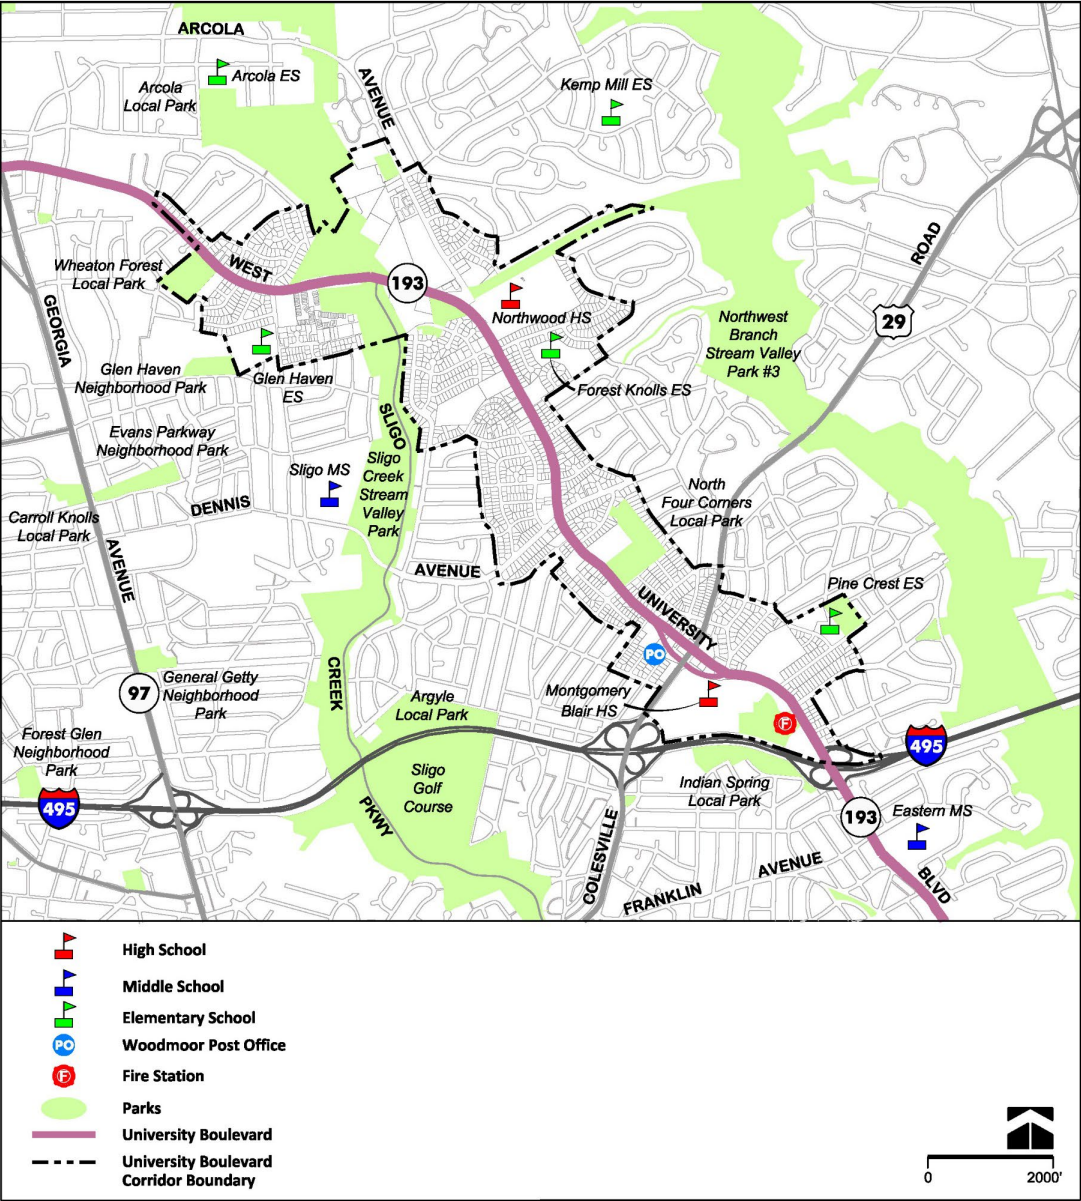 ARCOLA
AVENUE
Arcola ES
Arcola
Local Park
Kemp Mill ES
ROAD
WEST
193
Wheaton Forest
Local Park
GEORGIA
29
Northwood HS
Northwest
Branch
Stream Valley
Park #3
Glen Haven
Neighborhood Park
Glen Haven
ES
Forest Knolls ES
SLIGO
Evans Parkway
Neighborhood Park
Sligo MS
Sligo
Creek
Stream
Valley
Park
North
Four Corners
Local Park
DENNIS
Carroll Knolls
Local Park
AVENUE
AVENUE
Pine Crest ES
UNIVERSITY
PO
CREEK
97
General Getty
Neighborhood
Park
Argyle
Local Park
Montgomery
Blair HS
F
Forest Glen
Neighborhood
Park
495
495
Sligo
Golf
Course
Indian Spring
Local Park
PKWY
193
Eastern MS
COLESVILLE
FRANKLIN
AVENUE
BLVD
High School
Middle School
Elementary School
PO
Woodmoor Post Office
F
Fire Station
Parks
University Boulevard
University Boulevard
Corridor Boundary
0
2000'